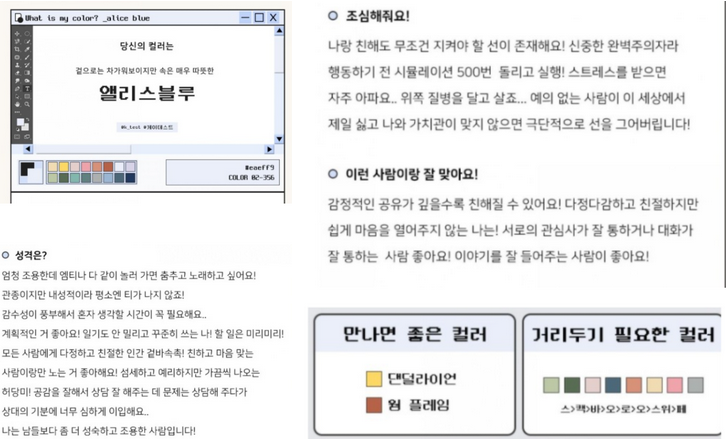 What is my color? _alice blue
당신의 컬러는
겉으로는 차가워보이지만 속은 매우 따뜻한
앨리스블루
#k_test #케이테스트
#eaeff9
COLOR 02-356
성격은?
엄청 조용한데 엠티나 다 같이 놀러 가면 춤추고 노래하고 싶어요!
관종이지만 내성적이라 평소엔 티가 나지 않죠!
감수성이 풍부해서 혼자 생각할 시간이 꼭 필요해요..
계획적인 거 좋아요! 일기도 안 밀리고 꾸준히 쓰는 나! 할 일은 미리미리!
모든 사람에게 다정하고 친절한 인간 겉바속촉! 친하고 마음 맞는
사람이랑만 노는 거 좋아해요! 섬세하고 예리하지만 가끔씩 나오는
허당미! 공감을 잘해서 상담 잘 해주는 데 문제는 상담해 주다가
상대의 기분에 너무 심하게 이입해요..
나는 남들보다 좀 더 성숙하고 조용한 사람입니다!
조심해줘요!
나랑 친해도 무조건 지켜야 할 선이 존재해요! 신중한 완벽주의자라
행동하기 전 시뮬레이션 500번 돌리고 실행! 스트레스를 받으면
자주 아파요.. 위쪽 질병을 달고 살죠... 예의 없는 사람이 이 세상에서
제일 싫고 나와 가치관이 맞지 않으면 극단적으로 선을 그어버립니다!
이런 사람이랑 잘 맞아요!
감정적인 공유가 깊을수록 친해질 수 있어요! 다정다감하고 친절하지만
쉽게 마음을 열어주지 않는 나는! 서로의 관심사가 잘 통하거나 대화가
잘 통하는 사람 좋아요! 이야기를 잘 들어주는 사람이 좋아요!
만나면 좋은 컬러
댄덜라이언
웜 플레임
거리두기 필요한 컬러
스>팩>바>오>로>오>스위>페